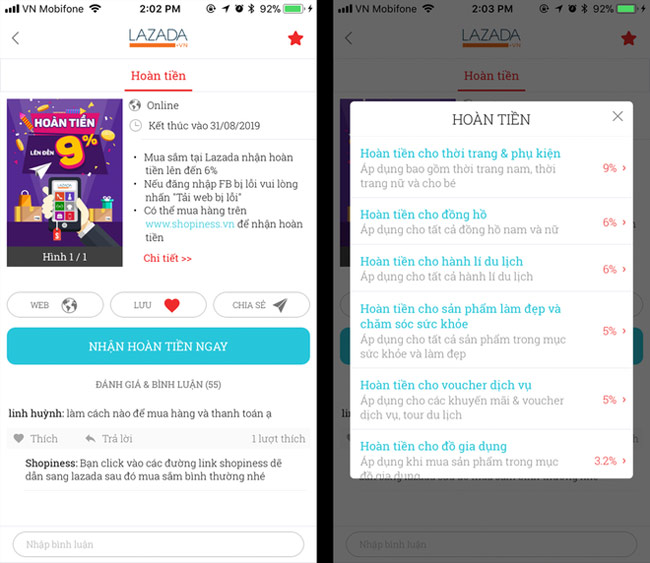 VN Mobifone 2:02 PM 92%
LAZADA
.VN
Hoàn tiền
HOÀN TIỀN
LÊN ĐẾN
9%
LAZADA
Hình 1 / 1
Online
Kết thúc vào 31/08/2019
• Mua sắm tại Lazada nhận hoàn
tiền lên đến 6%
• Nếu đăng nhập FB bị lỗi vui lòng
nhấn "Tải web bị lỗi"
• Có thể mua hàng trên
www.shopiness.vn để nhận hoàn
tiền
Chi tiết >>
WEB
LƯU
CHIA SẺ
NHẬN HOÀN TIỀN NGAY
ĐÁNH GIÁ & BÌNH LUẬN (55)
linh huỳnh: làm cách nào để mua hàng và thanh toán ạ
Thích Trả lời 1 lượt thích
Shopiness: Bạn click vào các đường link shopiness dẽ
dẫn sang lazada sau đó mua sắm bình thường nhé
Nhập bình luận
VN Mobifone 2:03 PM 92%
LAZADA
.VN
Hoàn tiền
HOÀN TIỀN
Hoàn tiền cho thời trang & phụ kiện
Áp dụng bao gồm thời trang nam, thời
trang nữ và cho bé
9% >
Hoàn tiền cho đồng hồ
Áp dụng cho tất cả đồng hồ nam và nữ
6% >
Hoàn tiền cho hành lí du lịch
Áp dụng cho tất cả hành lí du lịch
6% >
Hoàn tiền cho sản phẩm làm đẹp và
chăm sóc sức khỏe
Áp dụng cho tất cả sản phẩm trong mục
sức khỏe và làm đẹp
5% >
Hoàn tiền cho voucher dịch vụ
Áp dụng cho các khuyến mãi & voucher
dịch vụ, tour du lịch
5% >
Hoàn tiền cho đồ gia dụng
Áp dụng khi mua sản phẩm trong mục
đồ gia dụng
3.2% >
Nhập bình luận